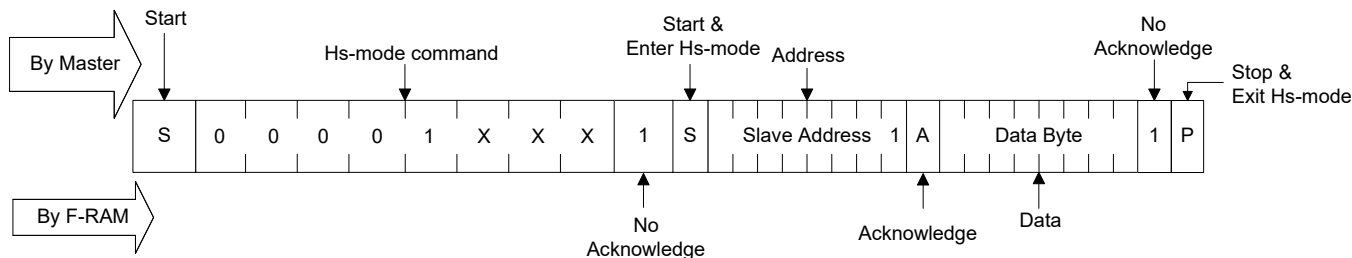 Start
Start &
Enter Hs-mode
No
Acknowledge
By Master
Hs-mode command
Address
Stop &
Exit Hs-mode
S 0 0 0 0 1 X X X 1 S Slave Address 1 A Data Byte 1 P
By F-RAM
No
Acknowledge
Acknowledge
Data